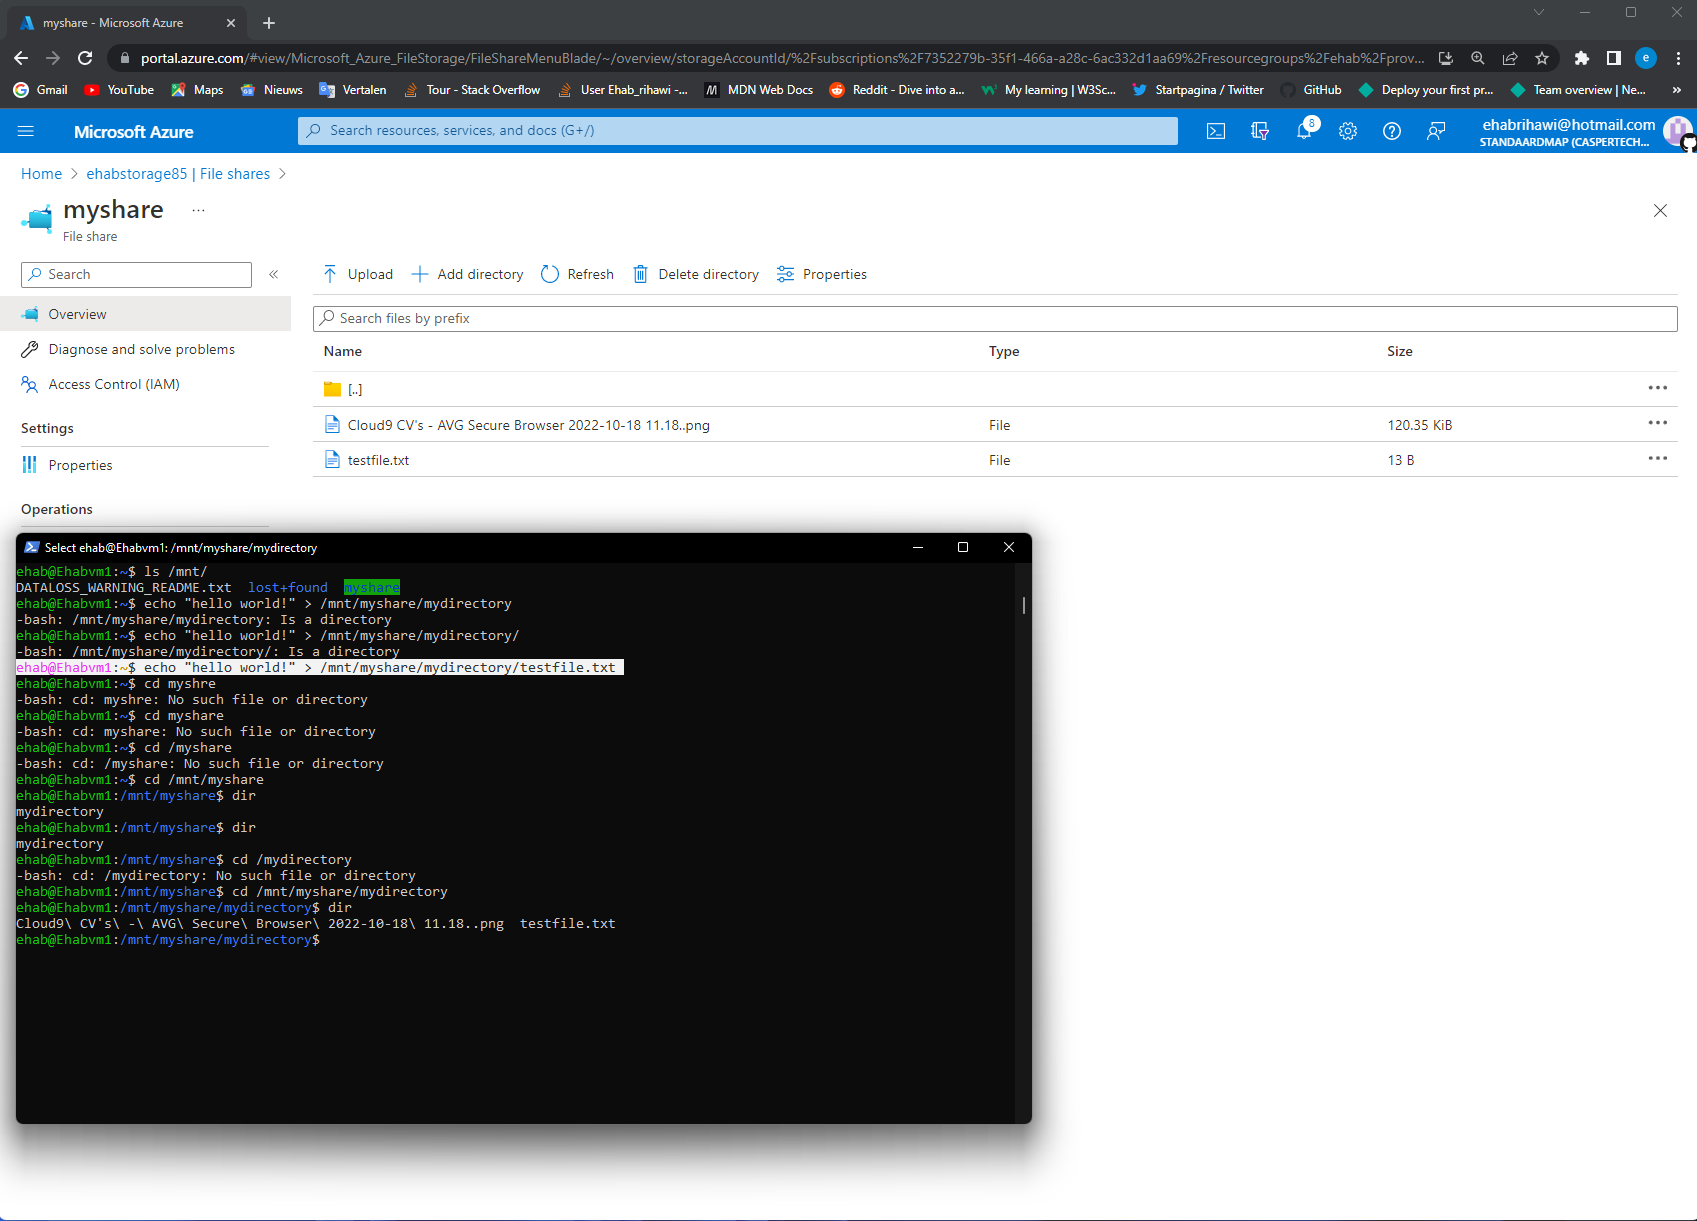 myshare - Microsoft Azure
portal.azure.com/#view/Microsoft_Azure_FileStorage/FileShareMenuBlade/~/overview/storageAccountId/%2Fsubscriptions%2F7352279b-35f1-466a-a28c-6ac332d1aa69%2Fresourcegroups%2Fehab%2Fprov...
e
Gmail YouTube Maps Nieuws Vertalen Tour - Stack Overflow User Ehab_rihawi -... MDN Web Docs Reddit - Dive into a... My learning | W3Sc... Startpagina / Twitter GitHub Deploy your first pr... Team overview | Ne... »
Microsoft Azure
Search resources, services, and docs (G+/)
8
ehabrihawi@hotmail.com
STANDAARDMAP (CASPERTECH...
Home > ehabstorage85 | File shares >
myshare ...
File share
Search «
Upload Add directory Refresh Delete directory Properties
Overview
Search files by prefix
Diagnose and solve problems
Name Type Size
Access Control (IAM)
[..]
Settings
Cloud9 CV's - AVG Secure Browser 2022-10-18 11.18..png File 120.35 KiB
Properties
testfile.txt File 13 B
Operations
Select ehab@Ehabvm1: /mnt/myshare/mydirectory
ehab@Ehabvm1:~$ ls /mnt/
DATALOSS_WARNING_README.txt lost+found myshare
ehab@Ehabvm1:~$ echo "hello world!" > /mnt/myshare/mydirectory
-bash: /mnt/myshare/mydirectory: Is a directory
ehab@Ehabvm1:~$ echo "hello world!" > /mnt/myshare/mydirectory/
-bash: /mnt/myshare/mydirectory/: Is a directory
ehab@Ehabvm1:~$ echo "hello world!" > /mnt/myshare/mydirectory/testfile.txt
ehab@Ehabvm1:~$ cd myshre
-bash: cd: myshre: No such file or directory
ehab@Ehabvm1:~$ cd myshare
-bash: cd: myshare: No such file or directory
ehab@Ehabvm1:~$ cd /myshare
-bash: cd: /myshare: No such file or directory
ehab@Ehabvm1:~$ cd /mnt/myshare
ehab@Ehabvm1:/mnt/myshare$ dir
mydirectory
ehab@Ehabvm1:/mnt/myshare$ dir
mydirectory
ehab@Ehabvm1:/mnt/myshare$ cd /mydirectory
-bash: cd: /mydirectory: No such file or directory
ehab@Ehabvm1:/mnt/myshare$ cd /mnt/myshare/mydirectory
ehab@Ehabvm1:/mnt/myshare/mydirectory$ dir
Cloud9\ CV's\ -\ AVG\ Secure\ Browser\ 2022-10-18\ 11.18..png testfile.txt
ehab@Ehabvm1:/mnt/myshare/mydirectory$